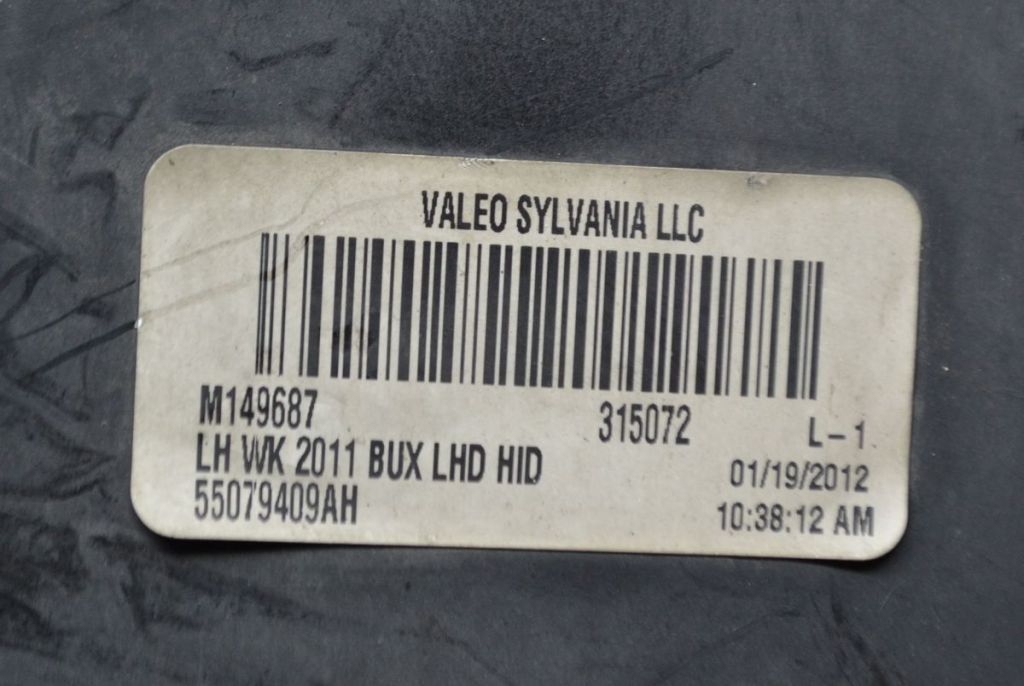 VALEO SYLVANIA LLC
M149687 315072 L-1
LH WK 2011 BUX LHD HID 01/19/2012
55079409AH 10:38:12 AM